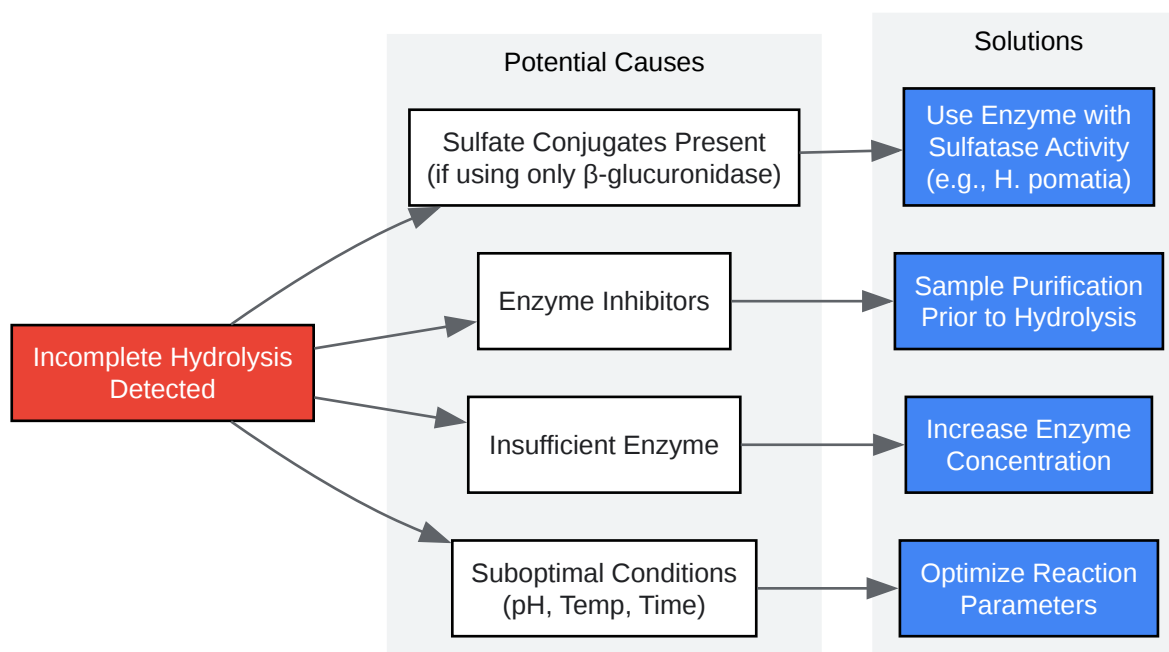 Potential Causes
Solutions
Incomplete Hydrolysis
Detected
Sulfate Conjugates Present
(if using only β-glucuronidase)
Use Enzyme with
Sulfatase Activity
(e.g., H. pomatia)
Enzyme Inhibitors
Sample Purification
Prior to Hydrolysis
Insufficient Enzyme
Increase Enzyme
Concentration
Suboptimal Conditions
(pH, Temp, Time)
Optimize Reaction
Parameters